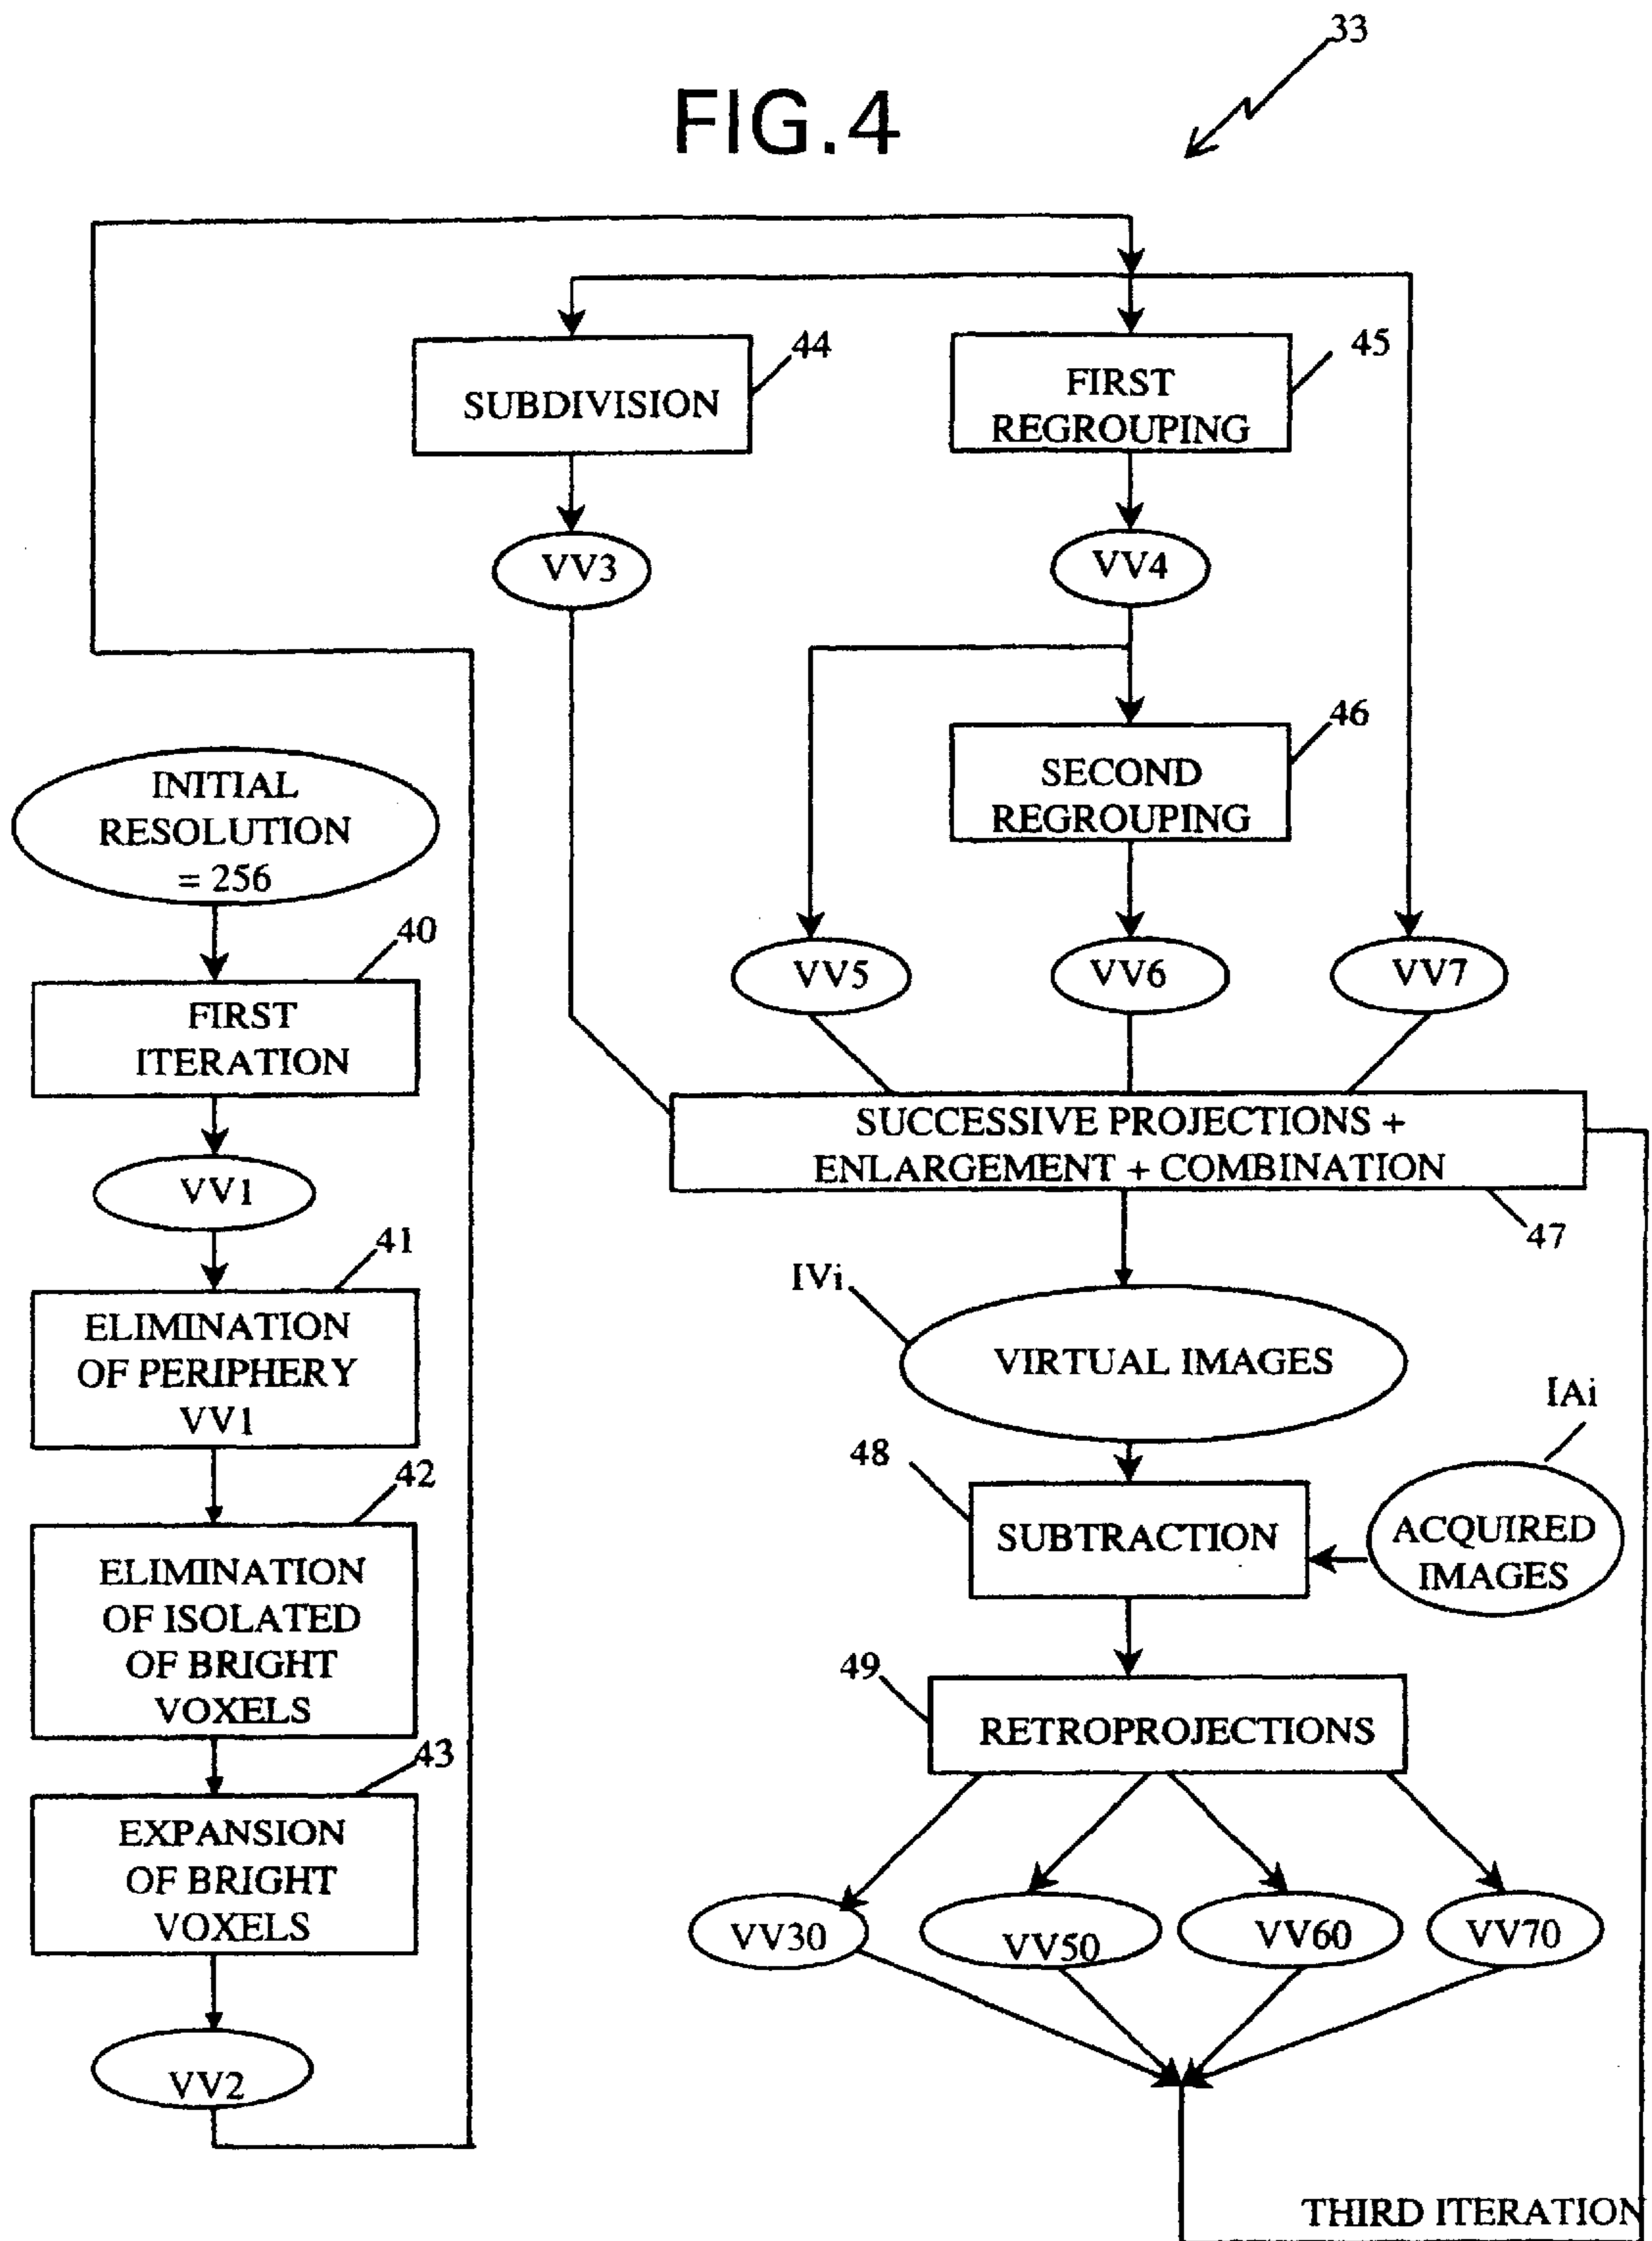 33
FIG.4
44
SUBDIVISION
45
FIRST
REGROUPING
VV3
VV4
46
SECOND
REGROUPING
INITIAL
RESOLUTION
= 256
40
FIRST
ITERATION
VV5
VV6
VV7
SUCCESSIVE PROJECTIONS +
ENLARGEMENT + COMBINATION
47
VV1
41
ELIMINATION
OF PERIPHERY
VV1
IVi
VIRTUAL IMAGES
IAi
48
SUBTRACTION
ACQUIRED
IMAGES
42
ELIMINATION
OF ISOLATED
OF BRIGHT
VOXELS
49
RETROPROJECTIONS
43
EXPANSION
OF BRIGHT
VOXELS
VV30
VV50
VV60
VV70
VV2
THIRD ITERATION